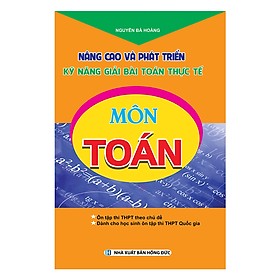 NGUYỄN BÁ HOÀNG
NÂNG CAO VÀ PHÁT TRIỂN
KỸ NĂNG GIẢI BÀI TOÁN THỰC TẾ
MÔN
TOÁN
Ôn tập thi THPT theo chủ đề
Dành cho học sinh ôn tập thi THPT Quốc gia
NHÀ XUẤT BẢN HỒNG ĐỨC